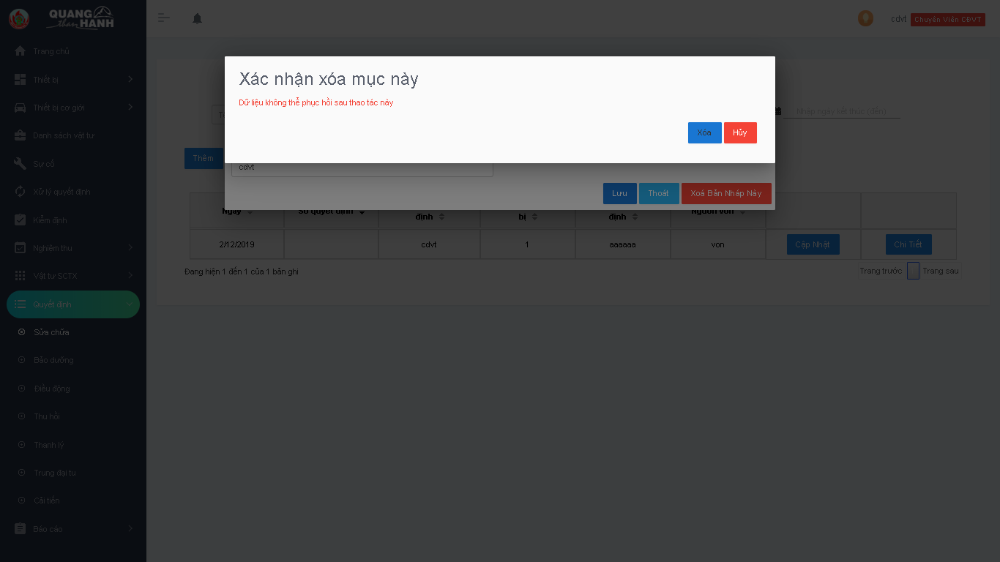 QUANG
than HANH
cdvt Chuyên Viên CĐVT
Trang chủ
Thiết bị
Thiết bị cơ giới
Danh sách vật tư
Sự cố
Xử lý quyết định
Kiểm định
Nghiệm thu
Vật tư SCTX
Quyết định
Sửa chữa
Bảo dưỡng
Điều động
Thu hồi
Thanh lý
Trung đại tu
Cải tiến
Báo cáo
Xác nhận xóa mục này
Dữ liệu không thể phục hồi sau thao tác này
Xóa Hủy
Nhập ngày kết thúc (đến)
Thêm
cdvt
Lưu Thoát Xoá Bản Nháp Này
Ngày Số quyết định định bị định Nguồn vốn
2/12/2019 cdvt 1 aaaaaa von Cập Nhật Chi Tiết
Đang hiện 1 đến 1 của 1 bản ghi
Trang trước Trang sau